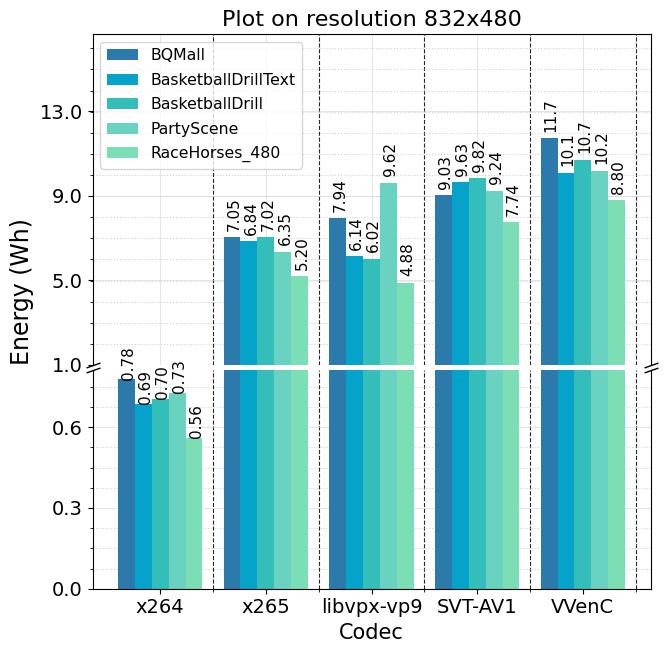 Plot on resolution 832x480
BQMall
BasketballDrillText
BasketballDrill
PartyScene
RaceHorses_480
13.0
9.0
5.0
1.0
0.6
0.3
0.0
Energy (Wh)
0.78
0.69
0.70
0.73
0.56
7.05
6.84
7.02
6.35
5.20
7.94
6.14
6.02
9.62
4.88
9.03
9.63
9.82
9.24
7.74
11.7
10.1
10.7
10.2
8.80
x264
x265
libvpx-vp9
SVT-AV1
VVenC
Codec